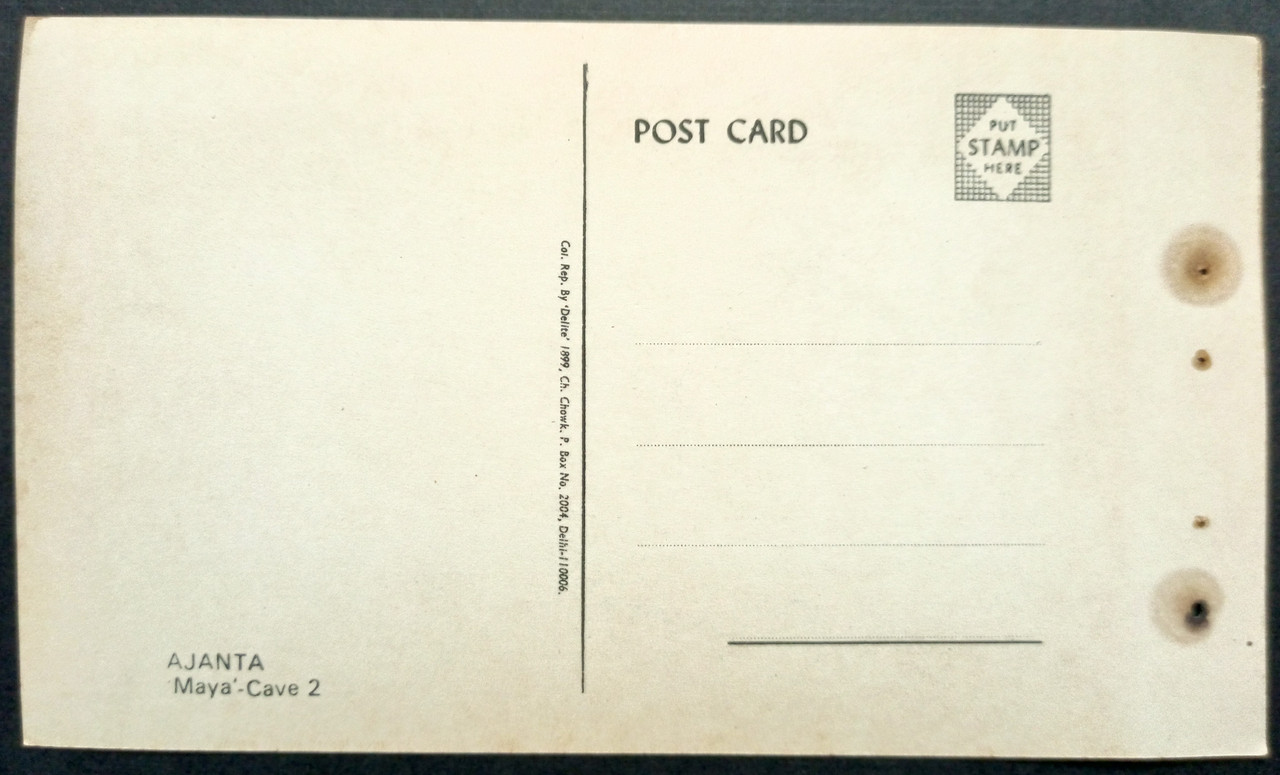 POST CARD
PUT
STAMP
HERE
Col. Rep. By 'Delite' 1899, Ch. Chowk. P. Box No. 2004, Delhi-110006.
AJANTA
'Maya'-Cave 2